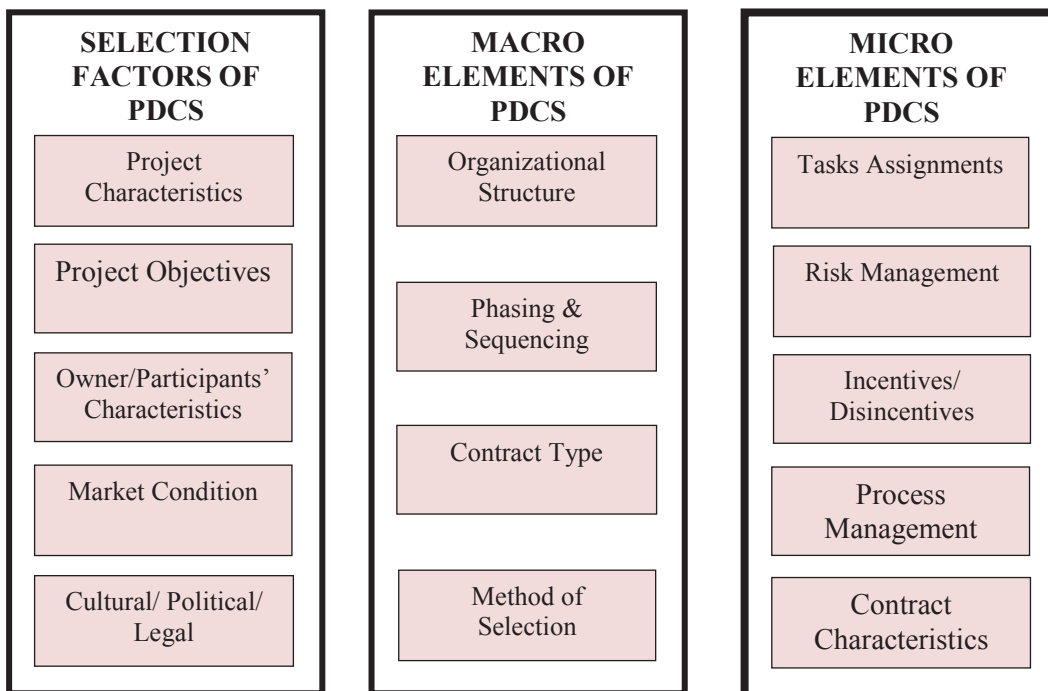 SELECTION
FACTORS OF
PDCS
Project
Characteristics
Project Objectives
Owner/Participants’
Characteristics
Market Condition
Cultural/ Political/
Legal
MACRO
ELEMENTS OF
PDCS
Organizational
Structure
Phasing &
Sequencing
Contract Type
Method of
Selection
MICRO
ELEMENTS OF
PDCS
Tasks Assignments
Risk Management
Incentives/
Disincentives
Process
Management
Contract
Characteristics